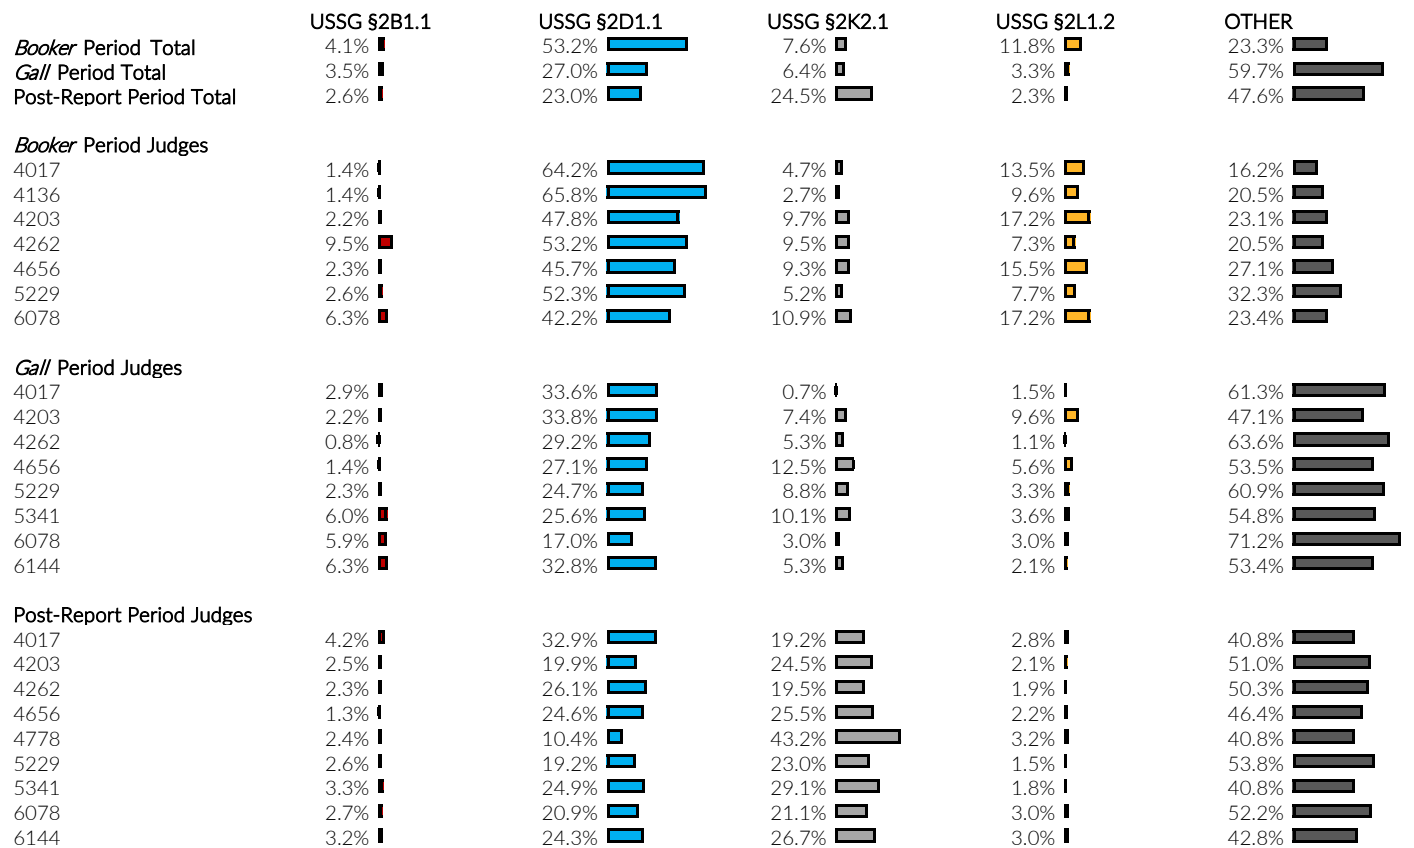 USSG §2B1.1 USSG §2D1.1 USSG §2K2.1 USSG §2L1.2 OTHER
Booker Period Total 4.1% 53.2% 7.6% 11.8% 23.3%
Gall Period Total 3.5% 27.0% 6.4% 3.3% 59.7%
Post-Report Period Total 2.6% 23.0% 24.5% 2.3% 47.6%
Booker Period Judges
4017 1.4% 64.2% 4.7% 13.5% 16.2%
4136 1.4% 65.8% 2.7% 9.6% 20.5%
4203 2.2% 47.8% 9.7% 17.2% 23.1%
4262 9.5% 53.2% 9.5% 7.3% 20.5%
4656 2.3% 45.7% 9.3% 15.5% 27.1%
5229 2.6% 52.3% 5.2% 7.7% 32.3%
6078 6.3% 42.2% 10.9% 17.2% 23.4%
Gall Period Judges
4017 2.9% 33.6% 0.7% 1.5% 61.3%
4203 2.2% 33.8% 7.4% 9.6% 47.1%
4262 0.8% 29.2% 5.3% 1.1% 63.6%
4656 1.4% 27.1% 12.5% 5.6% 53.5%
5229 2.3% 24.7% 8.8% 3.3% 60.9%
5341 6.0% 25.6% 10.1% 3.6% 54.8%
6078 5.9% 17.0% 3.0% 3.0% 71.2%
6144 6.3% 32.8% 5.3% 2.1% 53.4%
Post-Report Period Judges
4017 4.2% 32.9% 19.2% 2.8% 40.8%
4203 2.5% 19.9% 24.5% 2.1% 51.0%
4262 2.3% 26.1% 19.5% 1.9% 50.3%
4656 1.3% 24.6% 25.5% 2.2% 46.4%
4778 2.4% 10.4% 43.2% 3.2% 40.8%
5229 2.6% 19.2% 23.0% 1.5% 53.8%
5341 3.3% 24.9% 29.1% 1.8% 40.8%
6078 2.7% 20.9% 21.1% 3.0% 52.2%
6144 3.2% 24.3% 26.7% 3.0% 42.8%